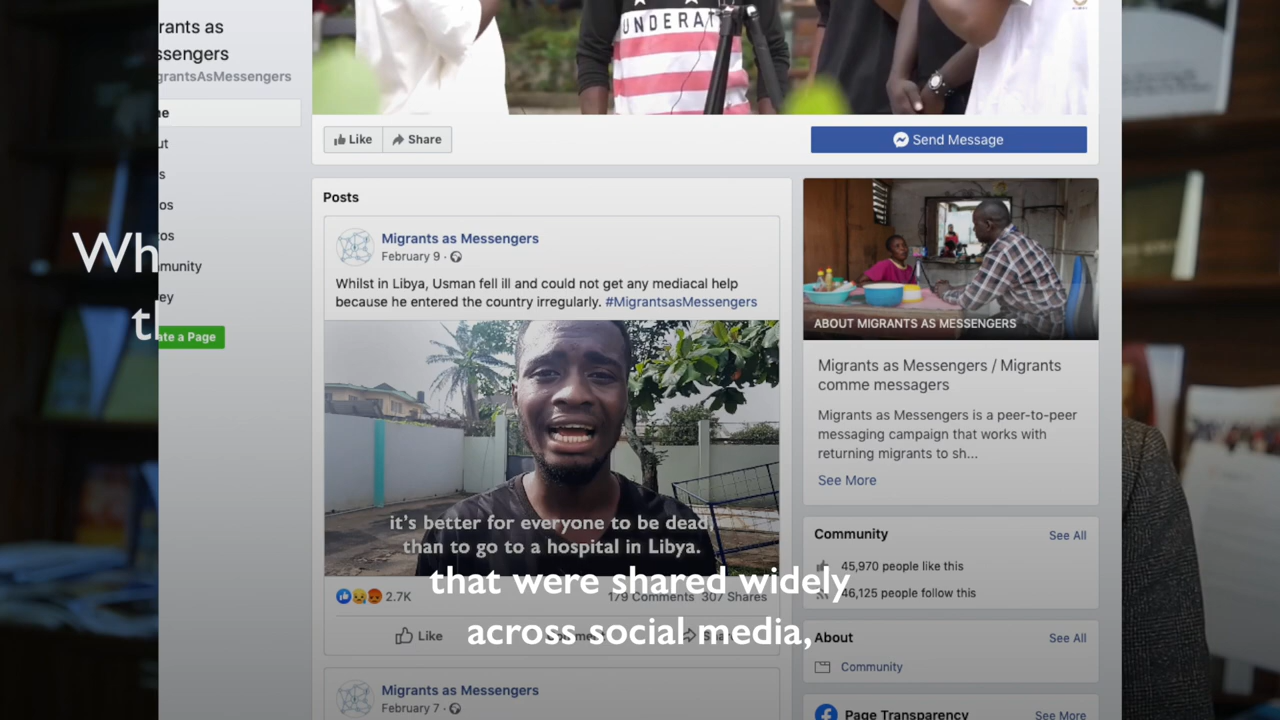 rants as
ssengers
grantsAsMessengers
UNDERAT
Like
Share
Send Message
Posts
Migrants as Messengers
February 9 ·
Whilst in Libya, Usman fell ill and could not get any mediacal help
because he entered the country irregularly. #MigrantsasMessengers
it's better for everyone to be dead,
than to go to a hospital in Libya.
that were shared widely
across social media,
2.7K
179 Comments 307 Shares
Like
Migrants as Messengers
February 7 ·
ABOUT MIGRANTS AS MESSENGERS
Migrants as Messengers / Migrants
comme messagers
Migrants as Messengers is a peer-to-peer
messaging campaign that works with
returning migrants to sh...
See More
Community
See All
45,970 people like this
46,125 people follow this
About
See All
Community
Page Transparency
See More
Wh
ate a Page
munity